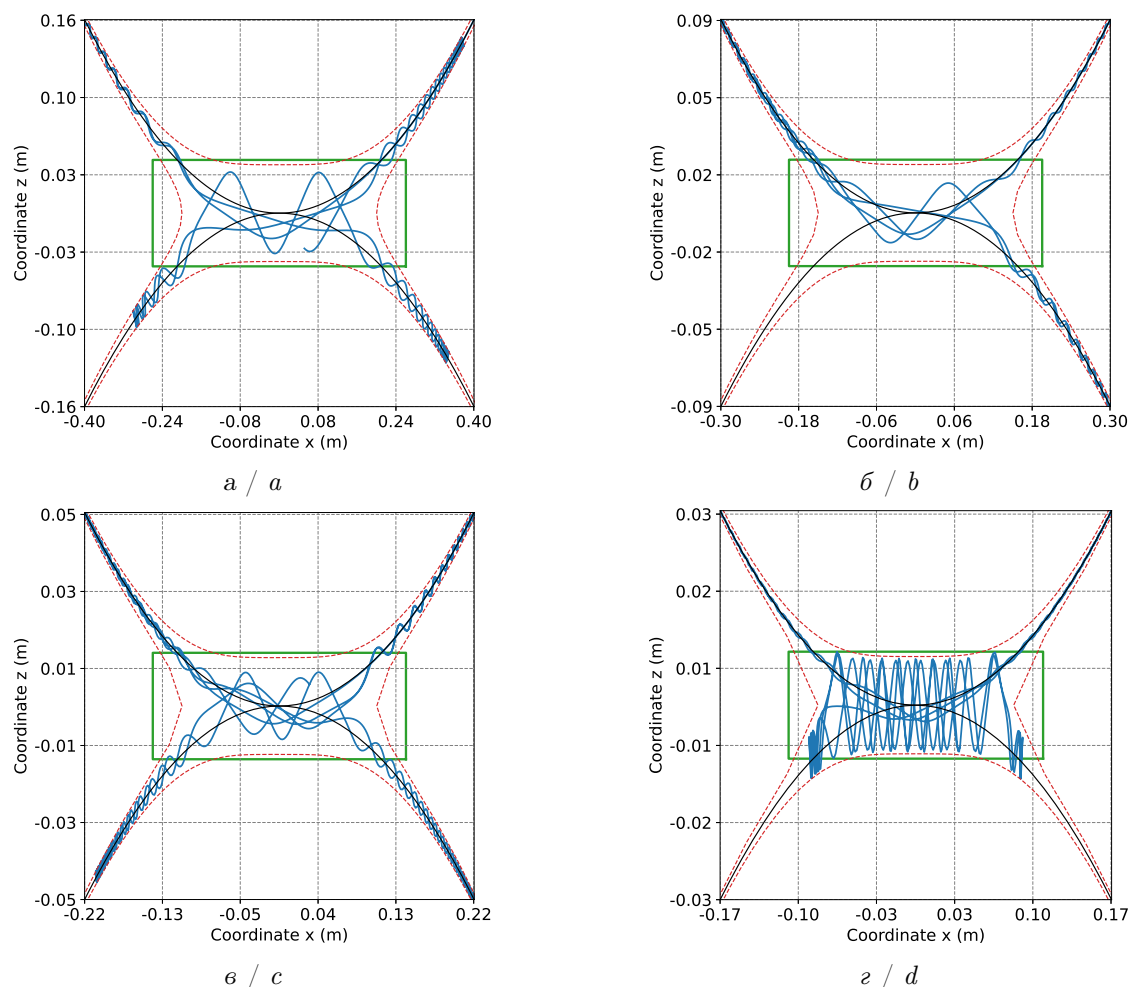 0.16
0.10
0.03
-0.03
-0.10
-0.16
Coordinate z (m)
-0.40 -0.24 -0.08 0.08 0.24 0.40
Coordinate x (m)
а / a
0.09
0.05
0.02
-0.02
-0.05
-0.09
Coordinate z (m)
-0.30 -0.18 -0.06 0.06 0.18 0.30
Coordinate x (m)
б / b
0.05
0.03
0.01
-0.01
-0.03
-0.05
Coordinate z (m)
-0.22 -0.13 -0.05 0.04 0.13 0.22
Coordinate x (m)
в / c
0.03
0.02
0.01
-0.01
-0.02
-0.03
Coordinate z (m)
-0.17 -0.10 -0.03 0.03 0.10 0.17
Coordinate x (m)
г / d